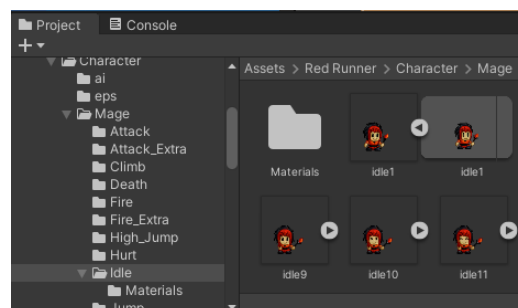 Project
Console
Character
ai
eps
Mage
Attack
Attack_Extra
Climb
Death
Fire
Fire_Extra
High_Jump
Hurt
Idle
Materials
Jump
Assets > Red Runner > Character > Mage
Materials
idle1
idle1
idle9
idle10
idle11